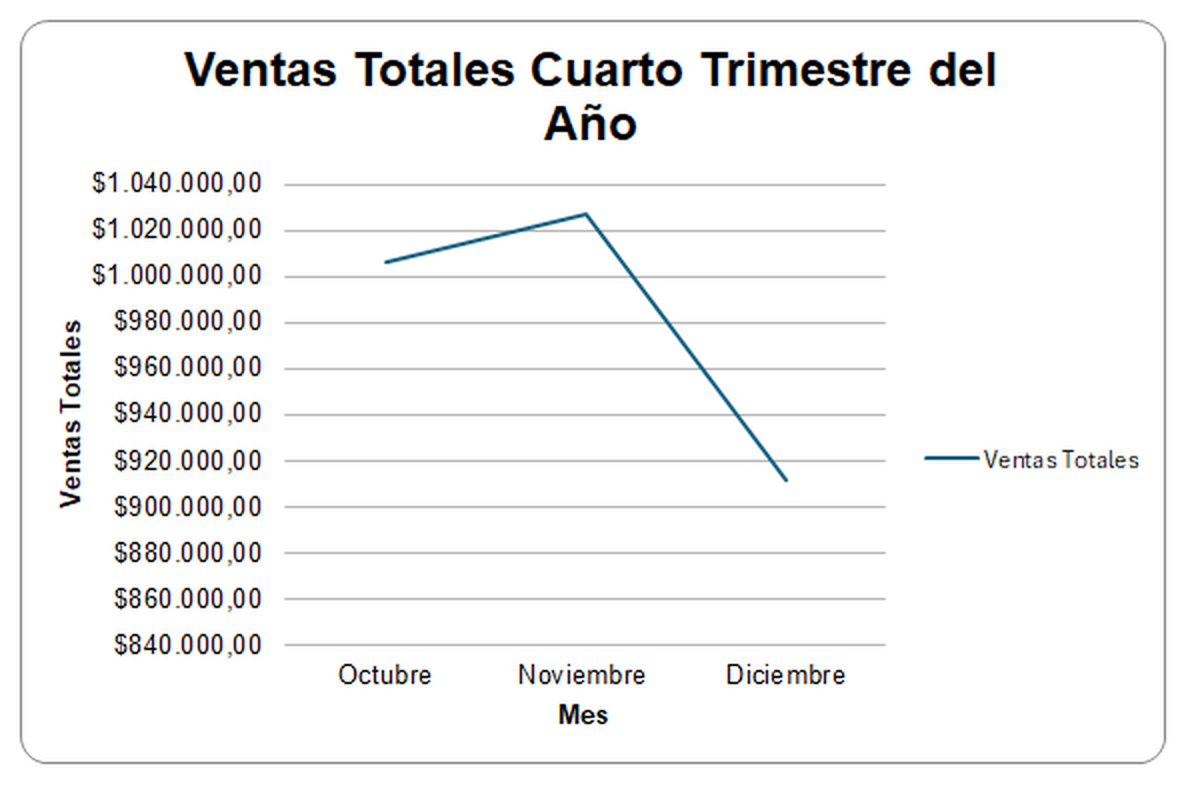 Ventas Totales Cuarto Trimestre del
Año
$1.040.000,00
$1.020.000,00
$1.000.000,00
$980.000,00
$960.000,00
$940.000,00
$920.000,00
$900.000,00
$880.000,00
$860.000,00
$840.000,00
Ventas Totales
Octubre Noviembre Diciembre
Mes
Ventas Totales